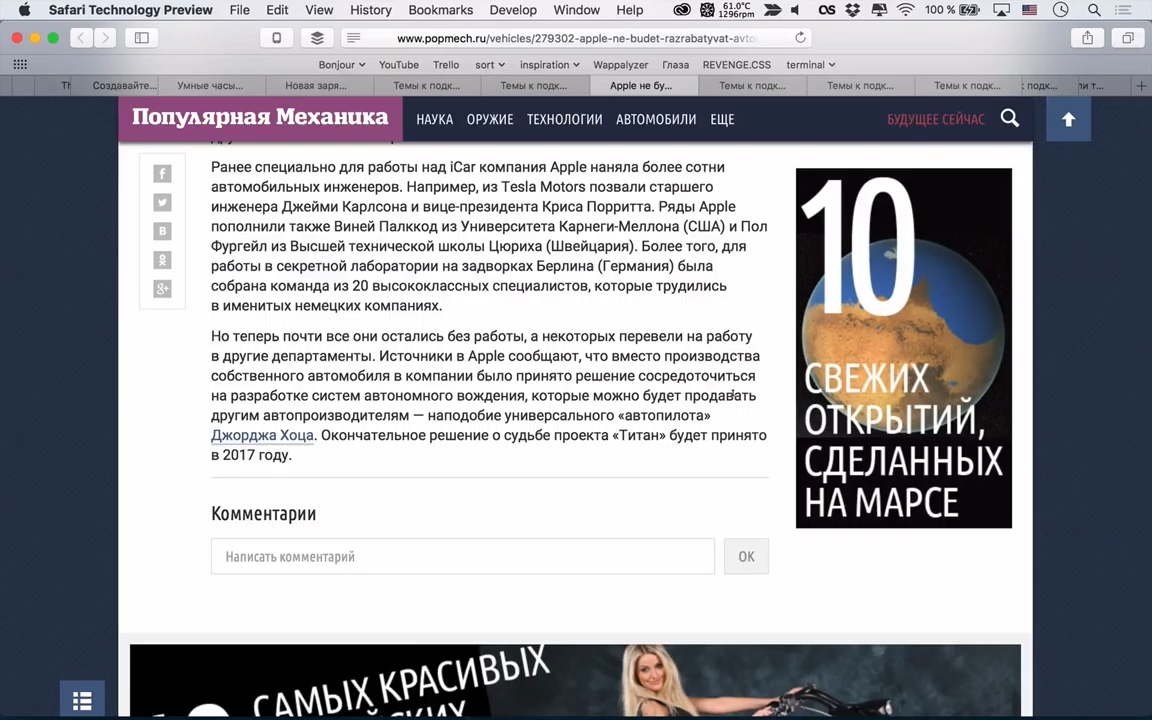 Safari Technology Preview File Edit View History Bookmarks Develop Window Help 61.0°C 1296rpm 100 %
www.popmech.ru/vehicles/279302-apple-ne-budet-razrabatyvat-avto
Bonjour YouTube Trello sort inspiration Wappalyzer Глаза REVENGE.CSS terminal
Создавайте... Умные часы... Новая заря... Темы к подк... Темы к подк... Apple не бу... Темы к подк... Темы к подк... Темы к подк...
Популярная Механика НАУКА ОРУЖИЕ ТЕХНОЛОГИИ АВТОМОБИЛИ ЕЩЕ БУДУЩЕЕ СЕЙЧАС
Ранее специально для работы над iCar компания Apple наняла более сотни
автомобильных инженеров. Например, из Tesla Motors позвали старшего
инженера Джейми Карлсона и вице-президента Криса Порритта. Ряды Apple
пополнили также Виней Палккод из Университета Карнеги-Меллона (США) и Пол
Фургейл из Высшей технической школы Цюриха (Швейцария). Более того, для
работы в секретной лаборатории на задворках Берлина (Германия) была
собрана команда из 20 высококлассных специалистов, которые трудились
в именитых немецких компаниях.
Но теперь почти все они остались без работы, а некоторых перевели на работу
в другие департаменты. Источники в Apple сообщают, что вместо производства
собственного автомобиля в компании было принято решение сосредоточиться
на разработке систем автономного вождения, которые можно будет продавать
другим автопроизводителям — наподобие универсального «автопилота»
Джорджа Хоца. Окончательное решение о судьбе проекта «Титан» будет принято
в 2017 году.
Комментарии
Написать комментарий
ОК
10
СВЕЖИХ
ОТКРЫТИЙ,
СДЕЛАННЫХ
НА МАРСЕ
САМЫХ КРАСИВЫХ